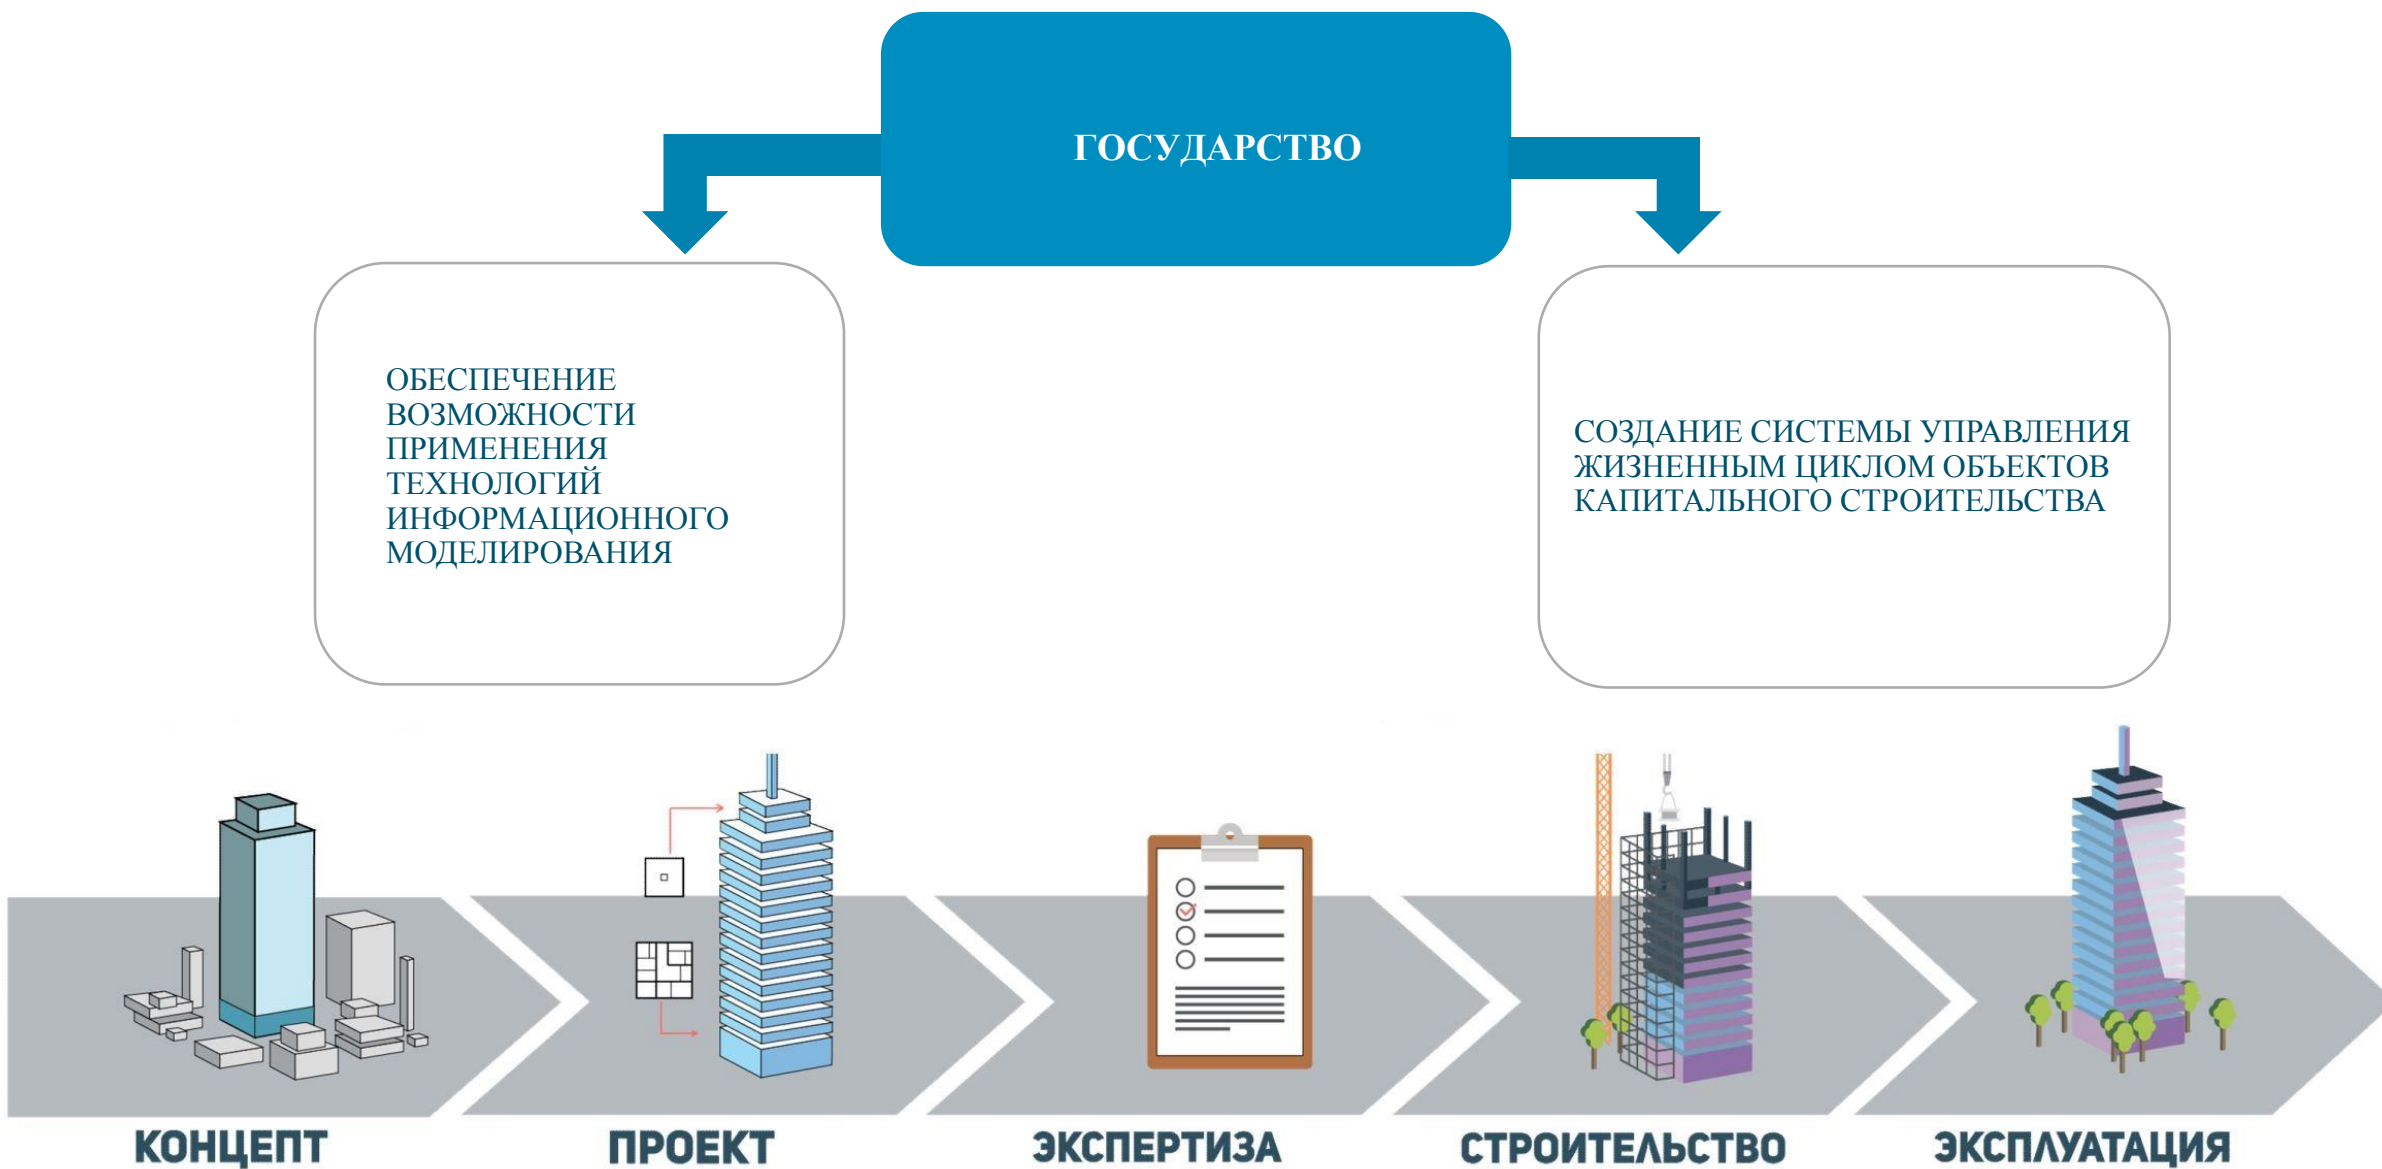 ГОСУДАРСТВО
ОБЕСПЕЧЕНИЕ
ВОЗМОЖНОСТИ
ПРИМЕНЕНИЯ
ТЕХНОЛОГИЙ
ИНФОРМАЦИОННОГО
МОДЕЛИРОВАНИЯ
СОЗДАНИЕ СИСТЕМЫ УПРАВЛЕНИЯ
ЖИЗНЕННЫМ ЦИКЛОМ ОБЪЕКТОВ
КАПИТАЛЬНОГО СТРОИТЕЛЬСТВА
КОНЦЕПТ
ПРОЕКТ
ЭКСПЕРТИЗА
СТРОИТЕЛЬСТВО
ЭКСПЛУАТАЦИЯ